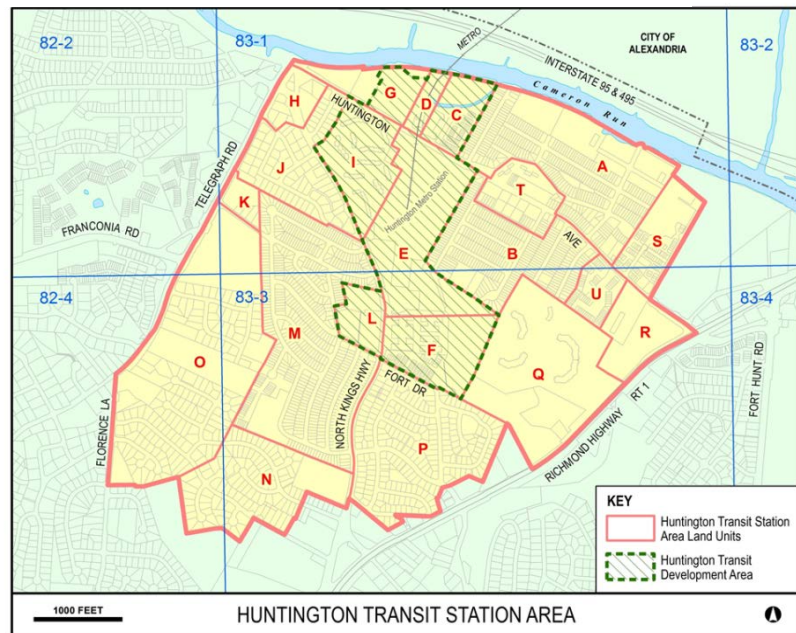 82-2
83-1
METRO
CITY OF
ALEXANDRIA
83-2
INTERSTATE 95 & 495
Cameron Run
G
H
HUNTINGTON
D
C
I
A
J
T
TELEGRAPH RD
Huntington Metro Station
K
FRANCONIA RD
S
AVE
B
E
82-4
83-3
U
83-4
L
R
M
F
O
Q
NORTH KINGS HWY
FORT DR
FORT HUNT RD
RT 1
RICHMOND HIGHWAY
FLORENCE LA
P
N
KEY
Huntington Transit Station
Area Land Units
Huntington Transit
Development Area
1000 FEET
HUNTINGTON TRANSIT STATION AREA